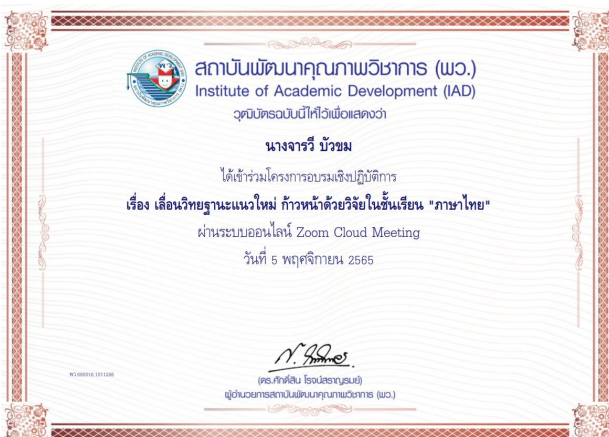 สถาบันพัฒนาคุณภาพวิชาการ (พว.)
Institute of Academic Development (IAD)
วุฒิบัตรฉบับนี้ให้ไว้เพื่อแสดงว่า
นางจารวี บัวขม
ได้เข้าร่วมโครงการอบรมเชิงปฏิบัติการ
เรื่อง เลื่อนวิทยฐานะแนวใหม่ ก้าวหน้าด้วยวิจัยในชั้นเรียน "ภาษาไทย"
ผ่านระบบออนไลน์ Zoom Cloud Meeting
วันที่ 5 พฤศจิกายน 2565
(ดร.ศักดิ์สิน โรจน์สราญรมย์)
ผู้อำนวยการสถาบันพัฒนาคุณภาพวิชาการ (พว.)